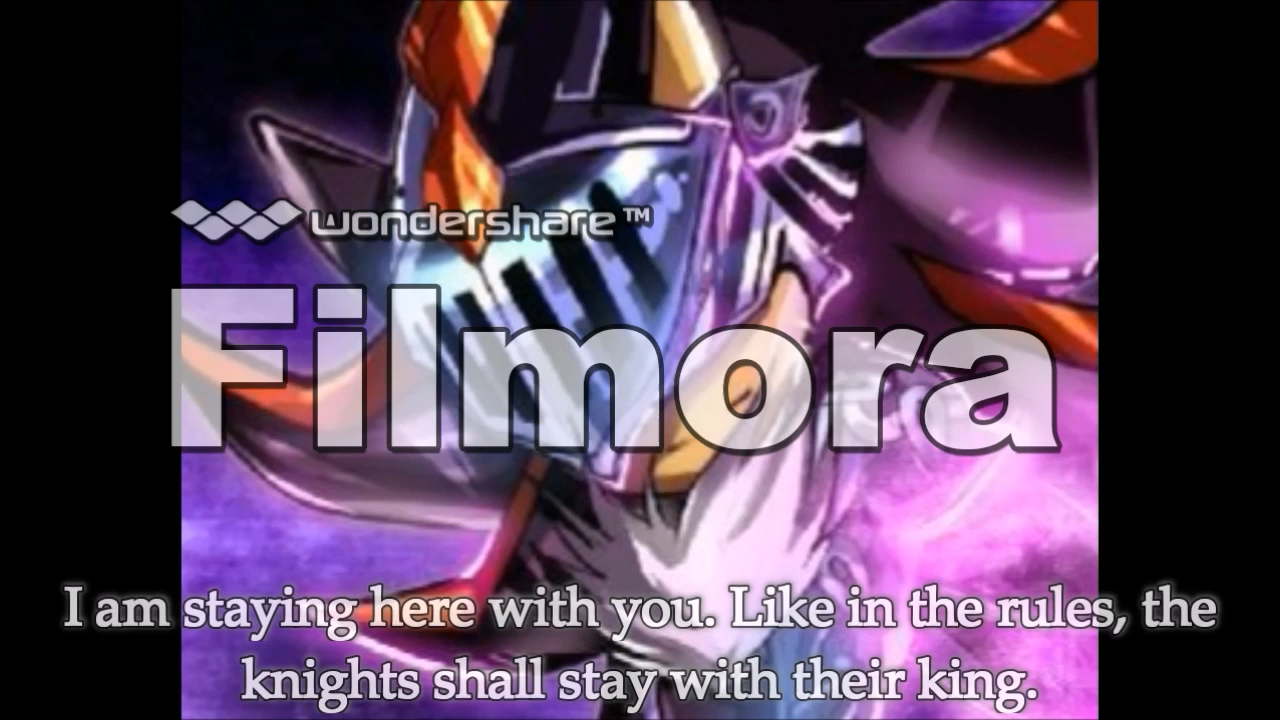 wondershare™
Filmora
I am staying here with you. Like in the rules, the
knights shall stay with their king.